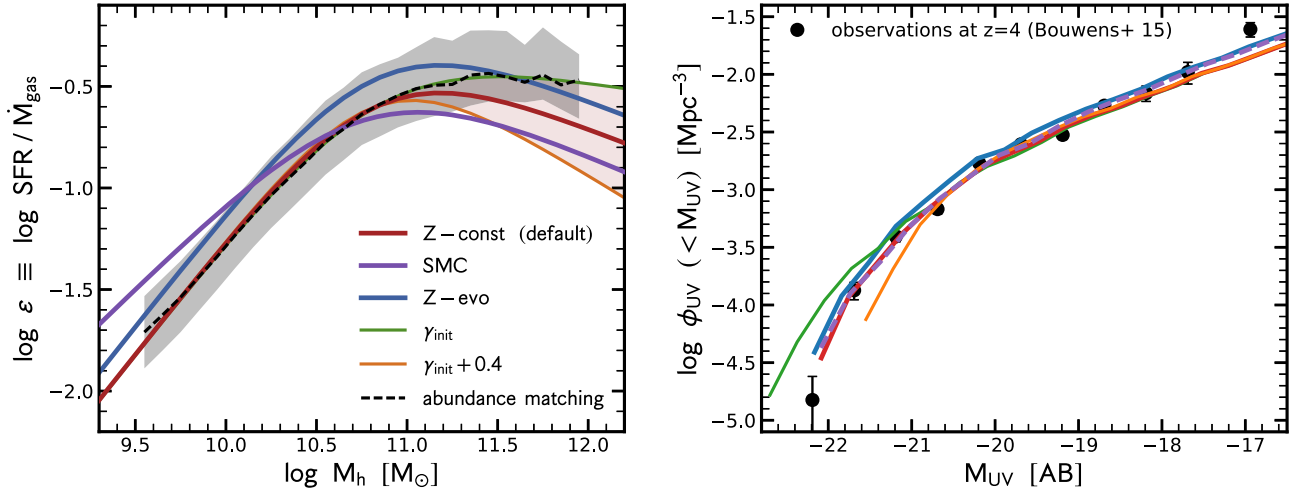 log ε ≡ log SFR / Ṁgas
−0.5
−1.0
−1.5
−2.0
9.5 10.0 10.5 11.0 11.5 12.0
log Mh [M⊙]
Z−const (default)
SMC
Z−evo
γinit
γinit+0.4
abundance matching
log ϕUV (< MUV) [Mpc−3]
−1.5
−2.0
−2.5
−3.0
−3.5
−4.0
−4.5
−5.0
−22 −21 −20 −19 −18 −17
MUV [AB]
observations at z=4 (Bouwens+ 15)